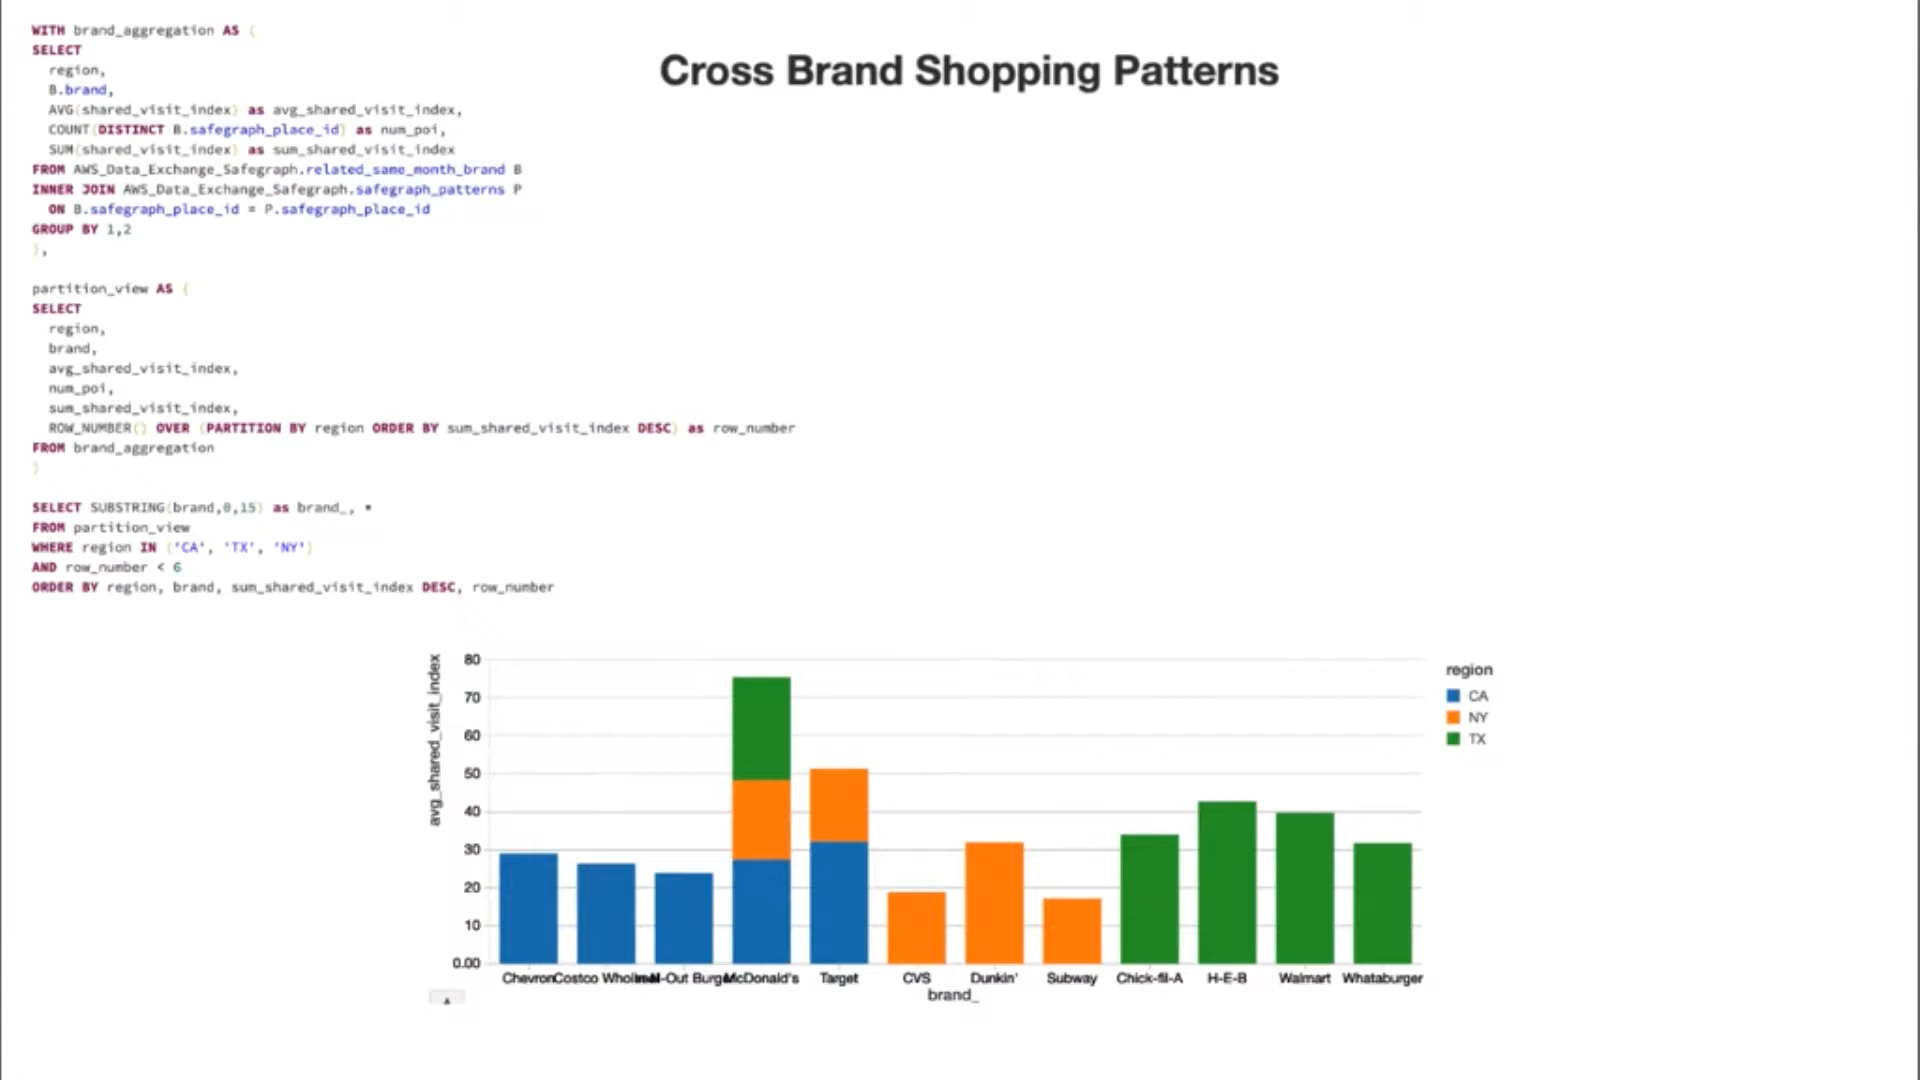 WITH brand_aggregation AS (
SELECT
region,
B.brand,
AVG(shared_visit_index) as avg_shared_visit_index,
COUNT(DISTINCT B.safegraph_place_id) as num_poi,
SUM(shared_visit_index) as sum_shared_visit_index
FROM AWS_Data_Exchange_Safegraph.related_same_month_brand B
INNER JOIN AWS_Data_Exchange_Safegraph.safegraph_patterns P
ON B.safegraph_place_id = P.safegraph_place_id
GROUP BY 1,2
),
partition_view AS (
SELECT
region,
brand,
avg_shared_visit_index,
num_poi,
sum_shared_visit_index,
ROW_NUMBER() OVER (PARTITION BY region ORDER BY sum_shared_visit_index DESC) as row_number
FROM brand_aggregation
)
SELECT SUBSTRING(brand,0,15) as brand_, *
FROM partition_view
WHERE region IN ('CA', 'TX', 'NY')
AND row_number < 6
ORDER BY region, brand, sum_shared_visit_index DESC, row_number
Cross Brand Shopping Patterns
avg_shared_visit_index
80
70
60
50
40
30
20
10
0.00
Chevron
Costco
McDonald's
Target
CVS
Dunkin'
Subway
Chick-fil-A
H-E-B
Walmart
Whataburger
brand_
region
CA
NY
TX